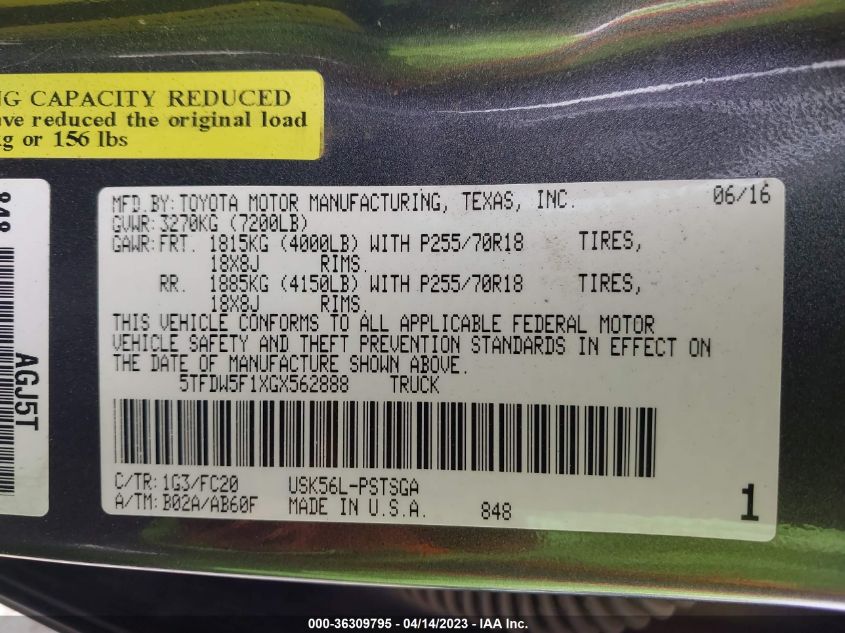 NG CAPACITY REDUCED
ave reduced the original load
kg or 156 lbs
848
AGJ5T
MFD.BY:TOYOTA MOTOR MANUFACTURING, TEXAS, INC. 06/16
GVWR:3270KG (7200LB)
GAWR:FRT. 1815KG (4000LB) WITH P255/70R18 TIRES,
18X8J RIMS.
RR. 1885KG (4150LB) WITH P255/70R18 TIRES,
18X8J RIMS.
THIS VEHICLE CONFORMS TO ALL APPLICABLE FEDERAL MOTOR
VEHICLE SAFETY AND THEFT PREVENTION STANDARDS IN EFFECT ON
THE DATE OF MANUFACTURE SHOWN ABOVE.
5TFDW5F1XGX562888 TRUCK
C/TR:1G3/FC20 USK56L-PSTSGA
A/TM:B02A/AB60F MADE IN U.S.A. 848 1
000-36309795 - 04/14/2023 - IAA Inc.